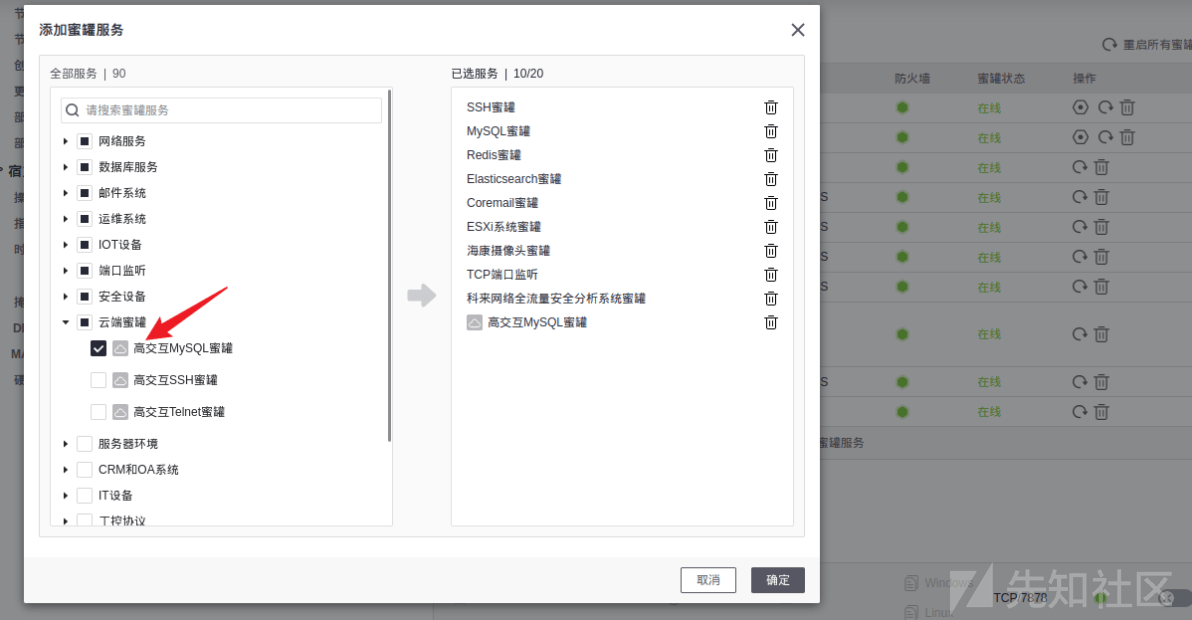 添加蜜罐服务
全部服务 | 90
请搜索蜜罐服务
网络服务
数据库服务
邮件系统
运维系统
IOT设备
端口监听
安全设备
云端蜜罐
高交互MySQL蜜罐
高交互SSH蜜罐
高交互Telnet蜜罐
服务器环境
CRM和OA系统
IT设备
工控协议
已选服务 | 10/20
SSH蜜罐
MySQL蜜罐
Redis蜜罐
Elasticsearch蜜罐
Coremail蜜罐
ESXi系统蜜罐
海康摄像头蜜罐
TCP端口监听
科来网络全流量安全分析系统蜜罐
高交互MySQL蜜罐
取消
确定
重启所有蜜罐
防火墙 蜜罐状态 操作
在线
在线
在线
S 在线
S 在线
S 在线
S 在线
在线
S 在线
在线
蜜罐服务
Windows
TCP/7878
Linux
先知社区